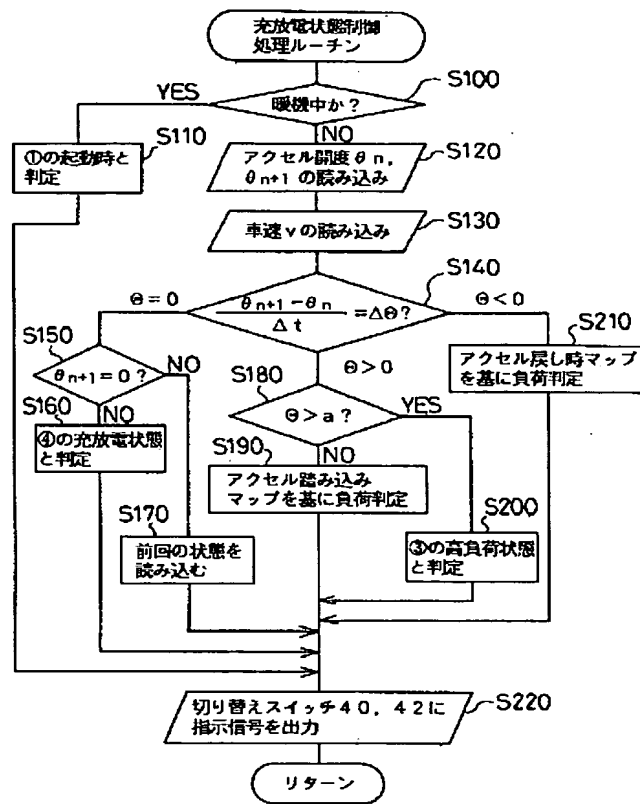 充放電状態制御
処理ルーチン
S100
暖機中か？
YES
NO
S110
①の起動時と
判定
S120
アクセル開度θn，
θn+1の読み込み
S130
車速vの読み込み
S140
θn+1－θn
Δt
＝ΔΘ？
Θ＝0
Θ<0
Θ>0
S150
θn+1＝0？
NO
NO
S160
④の充放電状態
と判定
S170
前回の状態を
読み込む
S180
Θ>a？
YES
NO
S190
アクセル踏み込み
マップを基に負荷判定
S200
③の高負荷状態
と判定
S210
アクセル戻し時マップ
を基に負荷判定
S220
切り替えスイッチ40，42に
指示信号を出力
リターン